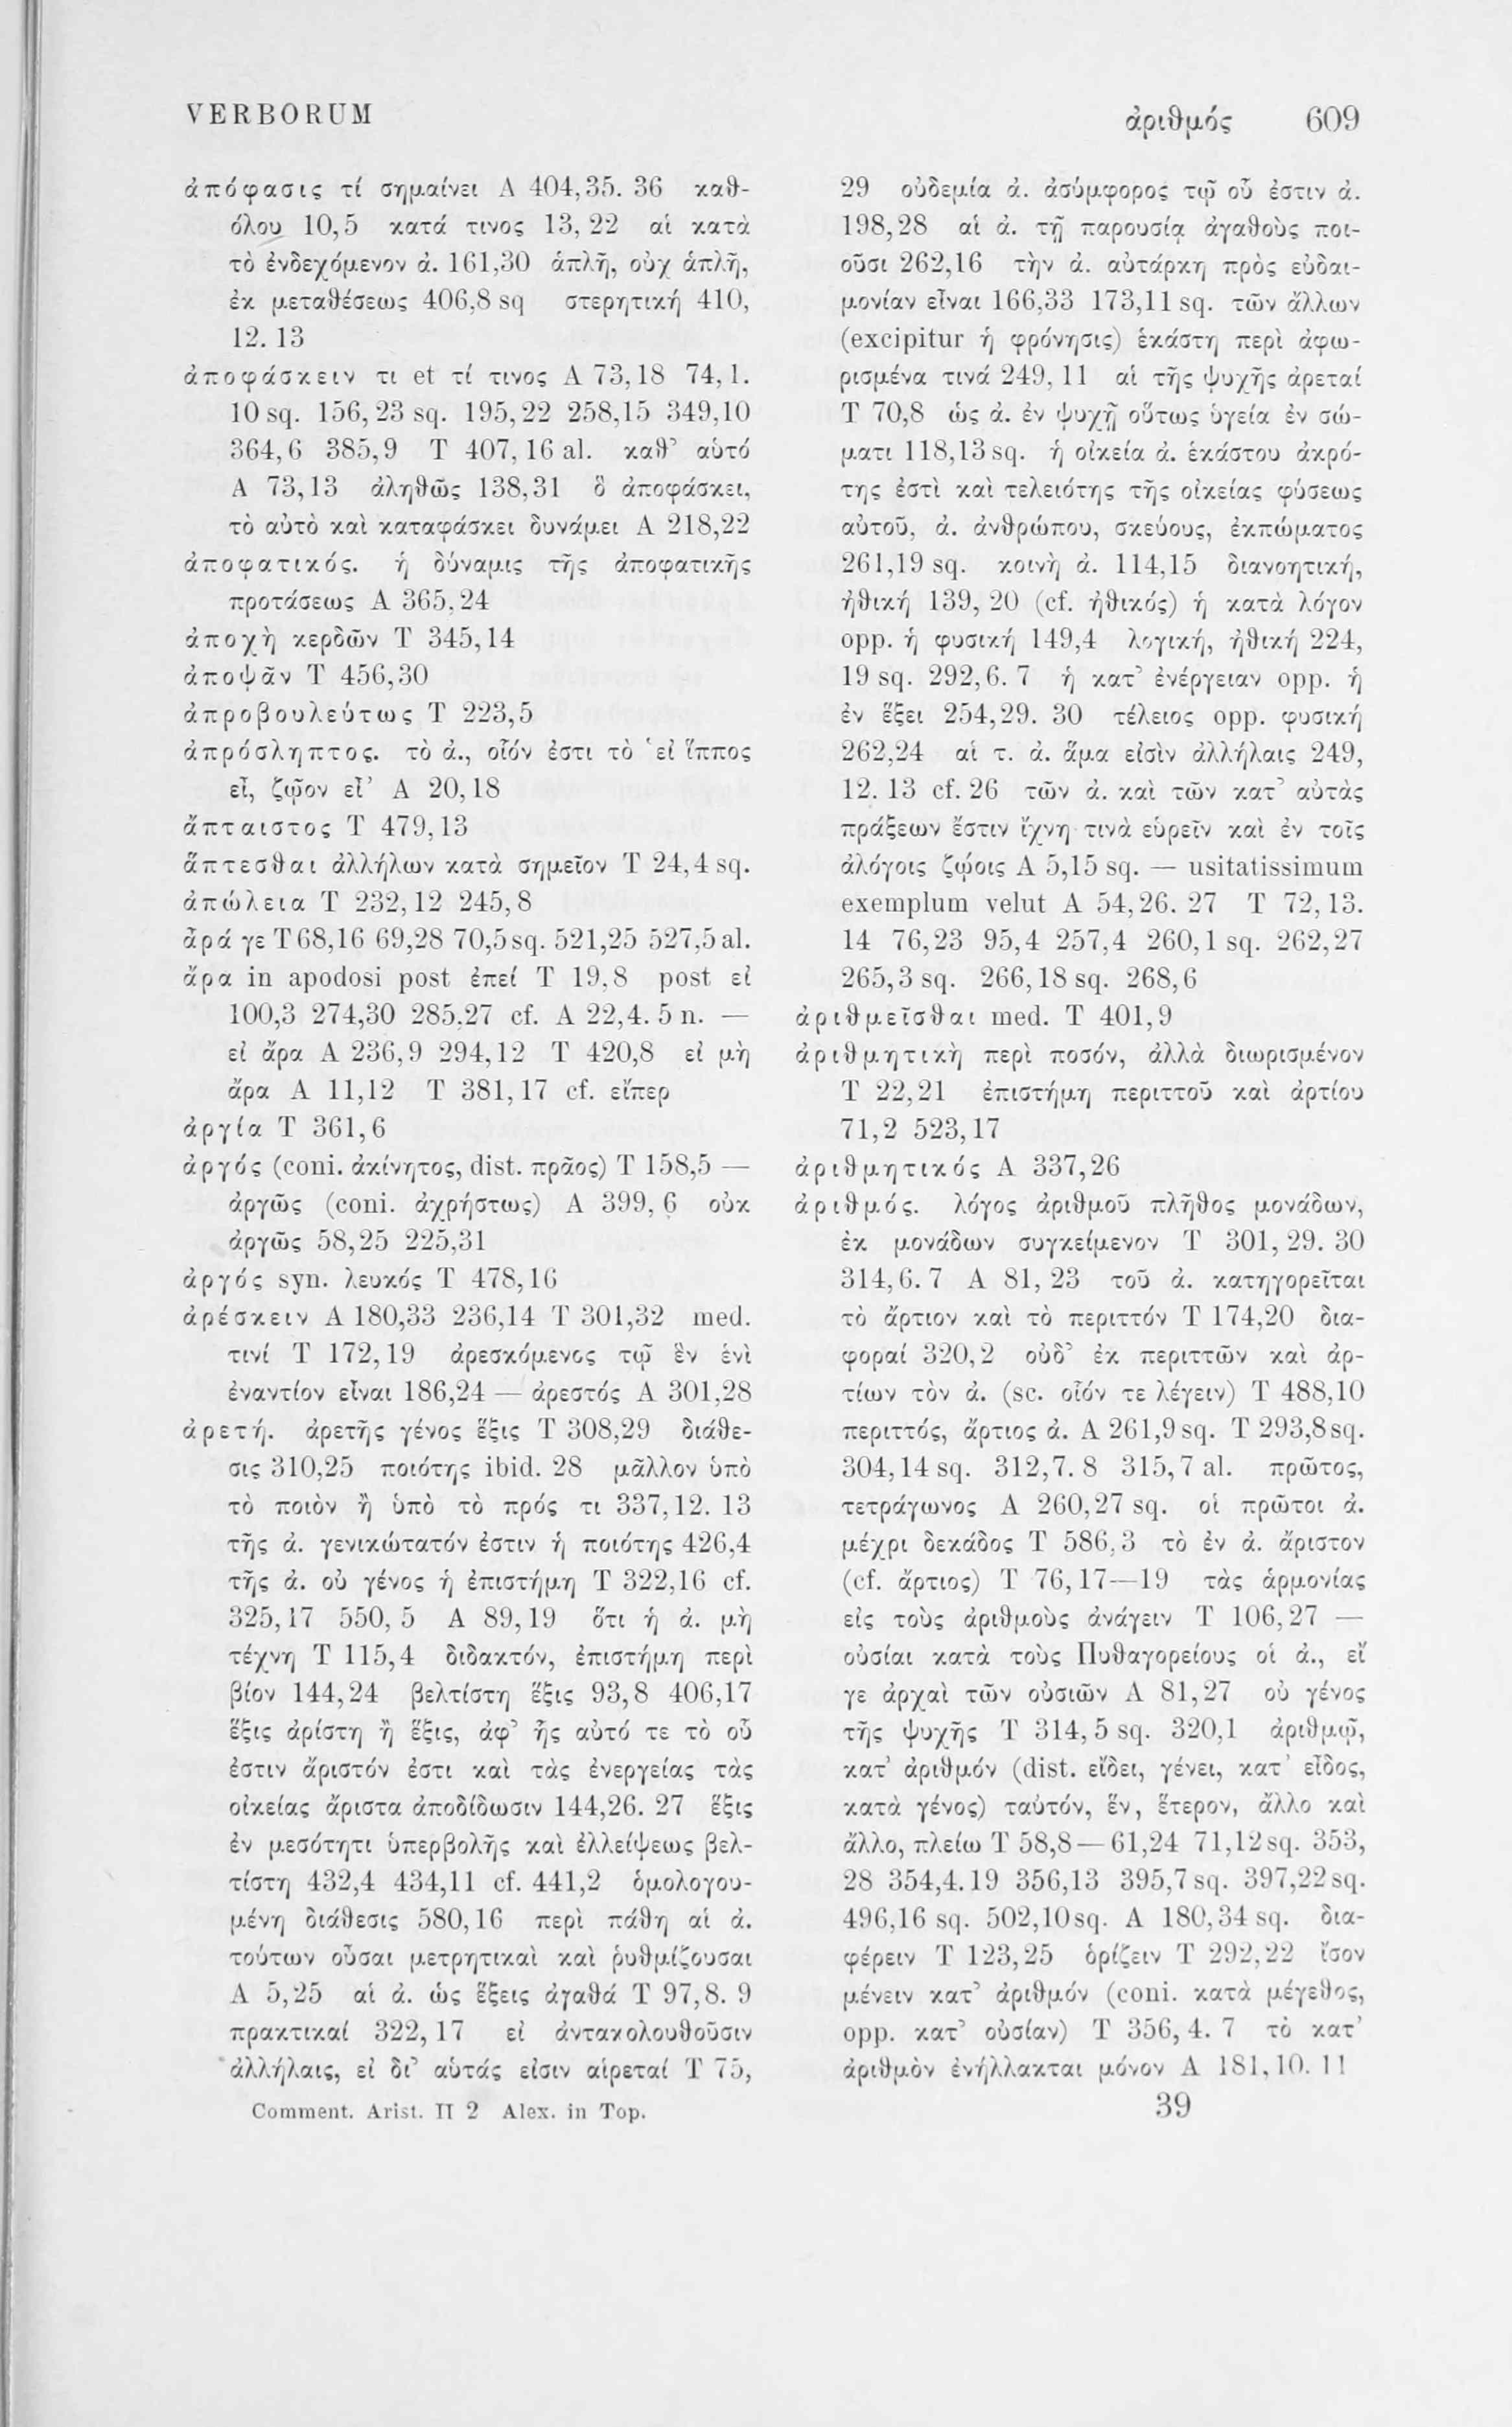 VERBORUM
ἀριθμός 609
ἀπόφασις τί σημαίνει A 404,35. 36 καθ-
όλου 10,5 κατά τινος 13,22 αἱ κατὰ
τὸ ἐνδεχόμενον ἀ. 161,30 ἁπλῆ, οὐχ ἁπλῆ,
ἐκ μεταθέσεως 406,8 sq στερητική 410,
12. 13
ἀποφάσκειν τι et τί τινος A 73,18 74,1.
10 sq. 156,23 sq. 195,22 258,15 349,10
364,6 385,9 T 407,16 al. καθ’ αὑτό
A 73,13 ἀληθῶς 138,31 ὃ ἀποφάσκει,
τὸ αὐτὸ καὶ καταφάσκει δυνάμει A 218,22
ἀποφατικός. ἡ δύναμις τῆς ἀποφατικῆς
προτάσεως A 365,24
ἀποχὴ κερδῶν T 345,14
ἀποψᾶν T 456,30
ἀπροβουλεύτως T 223,5
ἀπρόσληπτος. τὸ ἀ., οἷόν ἐστι τὸ ‘εἰ ἵππος
εἶ, ζῷον εἶ’ A 20,18
ἄπταιστος T 479,13
ἅπτεσθαι ἀλλήλων κατὰ σημεῖον T 24,4 sq.
ἀπώλεια T 232,12 245,8
ἆρά γε T 68,16 69,28 70,5 sq. 521,25 527,5 al.
ἄρα in apodosi post ἐπεί T 19,8 post εἰ
100,3 274,30 285,27 cf. A 22,4. 5 n. —
εἰ ἄρα A 236,9 294,12 T 420,8 εἰ μὴ
ἄρα A 11,12 T 381,17 cf. εἴπερ
ἀργία T 361,6
ἀργός (coni. ἀκίνητος, dist. πρᾶος) T 158,5 —
ἀργῶς (coni. ἀχρήστως) A 399,6 οὐκ
ἀργῶς 58,25 225,31
ἀργός syn. λευκός T 478,16
ἀρέσκειν A 180,33 236,14 T 301,32 med.
τινί T 172,19 ἀρεσκόμενος τῷ ἓν ἑνὶ
ἐναντίον εἶναι 186,24 — ἀρεστός A 301,28
ἀρετή. ἀρετῆς γένος ἕξις T 308,29 διάθε-
σις 310,25 ποιότης ibid. 28 μᾶλλον ὑπὸ
τὸ ποιὸν ἢ ὑπὸ τὸ πρός τι 337,12. 13
τῆς ἀ. γενικώτατόν ἐστιν ἡ ποιότης 426,4
τῆς ἀ. οὐ γένος ἡ ἐπιστήμη T 322,16 cf.
325,17 550,5 A 89,19 ὅτι ἡ ἀ. μὴ
τέχνη T 115,4 διδακτόν, ἐπιστήμη περὶ
βίον 144,24 βελτίστη ἕξις 93,8 406,17
ἕξις ἀρίστη ἢ ἕξις, ἀφ’ ἧς αὐτό τε τὸ οὗ
ἐστιν ἄριστόν ἐστι καὶ τὰς ἐνεργείας τὰς
οἰκείας ἄριστα ἀποδίδωσιν 144,26. 27 ἕξις
ἐν μεσότητι ὑπερβολῆς καὶ ἐλλείψεως βελ-
τίστη 432,4 434,11 cf. 441,2 ὁμολογου-
μένη διάθεσις 580,16 περὶ πάθη αἱ ἀ.
τούτων οὖσαι μετρητικαὶ καὶ ῥυθμίζουσαι
A 5,25 αἱ ἀ. ὡς ἕξεις ἀγαθά T 97,8. 9
πρακτικαί 322,17 εἰ ἀντακολουθοῦσιν
ἀλλήλαις, εἰ δι’ αὑτάς εἰσιν αἱρεταί T 75,
Comment. Arist. II 2 Alex. in Top.
29 οὐδεμία ἀ. ἀσύμφορος τῷ οὗ ἐστιν ἀ.
198,28 αἱ ἀ. τῇ παρουσίᾳ ἀγαθοὺς ποι-
οῦσι 262,16 τὴν ἀ. αὐτάρκη πρὸς εὐδαι-
μονίαν εἶναι 166,33 173,11 sq. τῶν ἄλλων
(excipitur ἡ φρόνησις) ἑκάστη περὶ ἀφω-
ρισμένα τινά 249,11 αἱ τῆς ψυχῆς ἀρεταί
T 70,8 ὡς ἀ. ἐν ψυχῇ οὕτως ὑγεία ἐν σώ-
ματι 118,13 sq. ἡ οἰκεία ἀ. ἑκάστου ἀκρό-
της ἐστὶ καὶ τελειότης τῆς οἰκείας φύσεως
αὐτοῦ, ἀ. ἀνθρώπου, σκεύους, ἐκπώματος
261,19 sq. κοινὴ ἀ. 114,15 διανοητική,
ἠθική 139,20 (cf. ἠθικός) ἡ κατὰ λόγον
opp. ἡ φυσική 149,4 λογική, ἠθική 224,
19 sq. 292,6. 7 ἡ κατ’ ἐνέργειαν opp. ἡ
ἐν ἕξει 254,29. 30 τέλειος opp. φυσική
262,24 αἱ τ. ἀ. ἅμα εἰσὶν ἀλλήλαις 249,
12. 13 cf. 26 τῶν ἀ. καὶ τῶν κατ’ αὐτὰς
πράξεων ἔστιν ἴχνη τινὰ εὑρεῖν καὶ ἐν τοῖς
ἀλόγοις ζῴοις A 5,15 sq. — usitatissimum
exemplum velut A 54,26. 27 T 72,13.
14 76,23 95,4 257,4 260,1 sq. 262,27
265,3 sq. 266,18 sq. 268,6
ἀριθμεῖσθαι med. T 401,9
ἀριθμητικὴ περὶ ποσόν, ἀλλὰ διωρισμένον
T 22,21 ἐπιστήμη περιττοῦ καὶ ἀρτίου
71,2 523,17
ἀριθμητικός A 337,26
ἀριθμός. λόγος ἀριθμοῦ πλῆθος μονάδων,
ἐκ μονάδων συγκείμενον T 301,29. 30
314,6. 7 A 81,23 τοῦ ἀ. κατηγορεῖται
τὸ ἄρτιον καὶ τὸ περιττόν T 174,20 δια-
φοραί 320,2 οὐδ’ ἐκ περιττῶν καὶ ἀρ-
τίων τὸν ἀ. (sc. οἷόν τε λέγειν) T 488,10
περιττός, ἄρτιος ἀ. A 261,9 sq. T 293,8 sq.
304,14 sq. 312,7. 8 315,7 al. πρῶτος,
τετράγωνος A 260,27 sq. οἱ πρῶτοι ἀ.
μέχρι δεκάδος T 586,3 τὸ ἐν ἀ. ἄριστον
(cf. ἄρτιος) T 76,17—19 τὰς ἁρμονίας
εἰς τοὺς ἀριθμοὺς ἀνάγειν T 106,27 —
οὐσίαι κατὰ τοὺς Πυθαγορείους οἱ ἀ., εἴ
γε ἀρχαὶ τῶν οὐσιῶν A 81,27 οὐ γένος
τῆς ψυχῆς T 314,5 sq. 320,1 ἀριθμῷ,
κατ’ ἀριθμόν (dist. εἴδει, γένει, κατ’ εἶδος,
κατὰ γένος) ταὐτόν, ἕν, ἕτερον, ἄλλο καὶ
ἄλλο, πλείω T 58,8—61,24 71,12 sq. 353,
28 354,4. 19 356,13 395,7 sq. 397,22 sq.
496,16 sq. 502,10 sq. A 180,34 sq. δια-
φέρειν T 123,25 ὁρίζειν T 292,22 ἴσον
μένειν κατ’ ἀριθμόν (coni. κατὰ μέγεθος,
opp. κατ’ οὐσίαν) T 356,4. 7 τὸ κατ’
ἀριθμὸν ἐνήλλακται μόνον A 181,10. 11
39